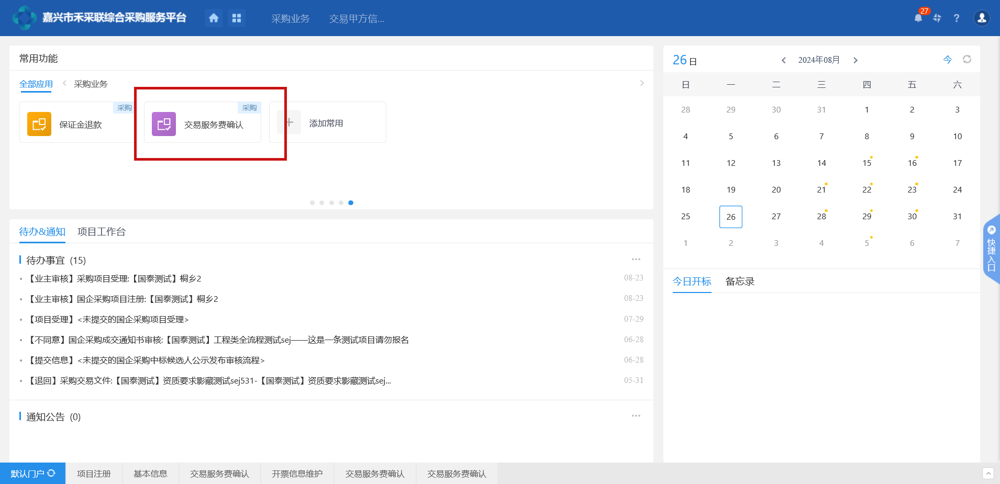 嘉兴市禾采联综合采购服务平台
采购业务 交易甲方信...
27
?
常用功能
全部应用 采购业务
采购
保证金退款
采购
交易服务费确认
添加常用
待办&通知 项目工作台
待办事宜 (15)
【业主审核】采购项目受理:【国泰测试】桐乡2 08-23
【业主审核】国企采购项目注册:【国泰测试】桐乡2 08-23
【项目受理】<未提交的国企采购项目受理> 07-29
【不同意】国企采购成交通知书审核:【国泰测试】工程类全流程测试sej——这是一条测试项目请勿报名 06-28
【提交信息】<未提交的国企采购中标候选人公示发布审核流程> 06-28
【退回】采购交易文件:【国泰测试】资质要求影藏测试sej531-【国泰测试】资质要求影藏测试sej... 05-31
通知公告 (0)
26日 2024年08月 今
日 一 二 三 四 五 六
28 29 30 31 1 2 3
4 5 6 7 8 9 10
11 12 13 14 15 16 17
18 19 20 21 22 23 24
25 26 27 28 29 30 31
1 2 3 4 5 6 7
今日开标 备忘录
快捷入口
默认门户 项目注册 基本信息 交易服务费确认 开票信息维护 交易服务费确认 交易服务费确认